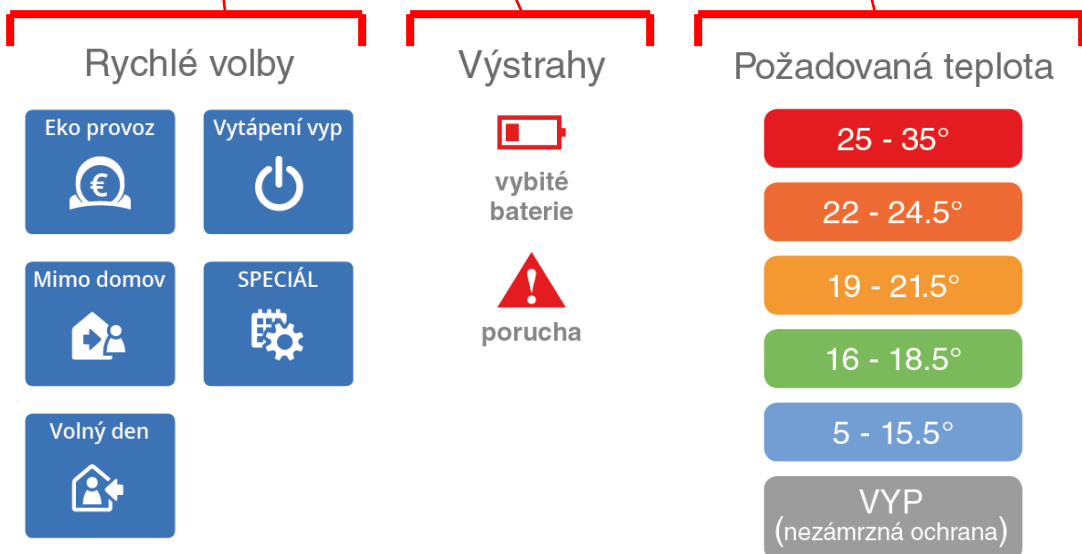 Rychlé volby
Eko provoz
Vytápení vyp
€
Mimo domov
SPECIÁL
Volný den
Výstrahy
vybité
baterie
!
porucha
Požadovaná teplota
25 - 35°
22 - 24.5°
19 - 21.5°
16 - 18.5°
5 - 15.5°
VYP
(nezámrzná ochrana)